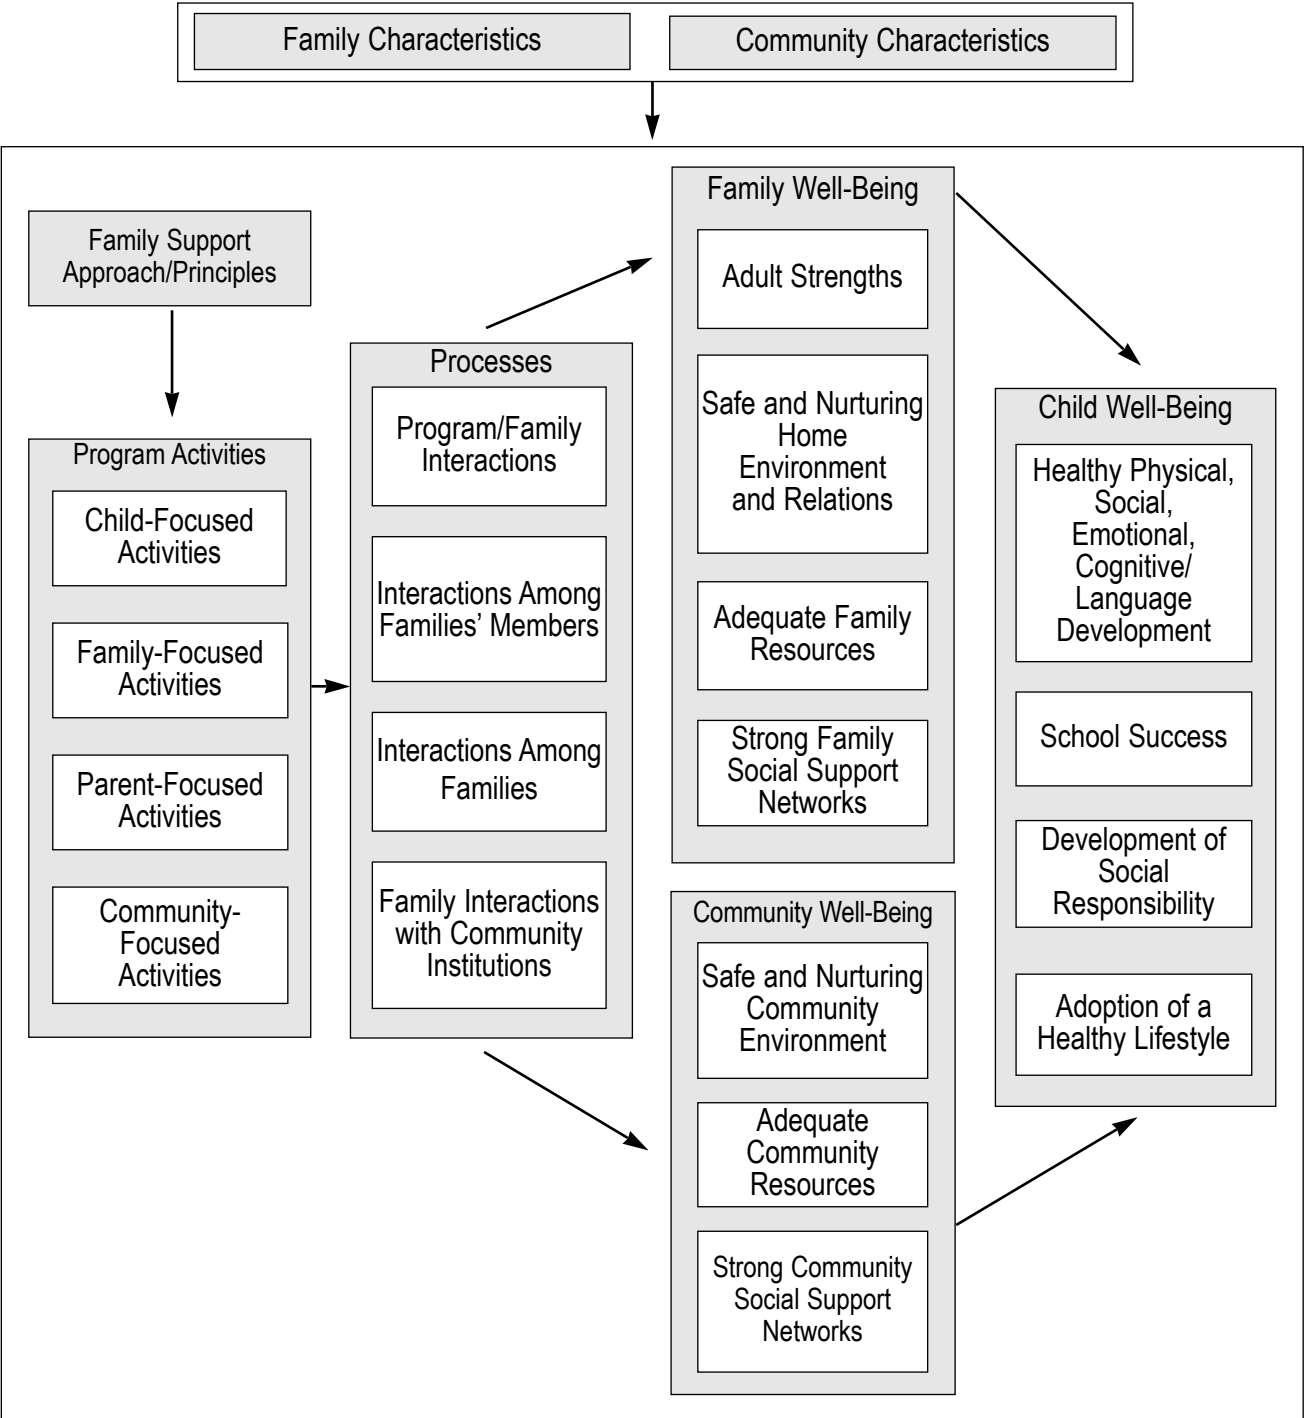 Family Characteristics
Community Characteristics
Family Support
Approach/Principles
Program Activities
Child-Focused
Activities
Family-Focused
Activities
Parent-Focused
Activities
Community-
Focused
Activities
Processes
Program/Family
Interactions
Interactions Among
Families’ Members
Interactions Among
Families
Family Interactions
with Community
Institutions
Family Well-Being
Adult Strengths
Safe and Nurturing
Home
Environment
and Relations
Adequate Family
Resources
Strong Family
Social Support
Networks
Community Well-Being
Safe and Nurturing
Community
Environment
Adequate
Community
Resources
Strong Community
Social Support
Networks
Child Well-Being
Healthy Physical,
Social,
Emotional,
Cognitive/
Language
Development
School Success
Development of
Social
Responsibility
Adoption of a
Healthy Lifestyle